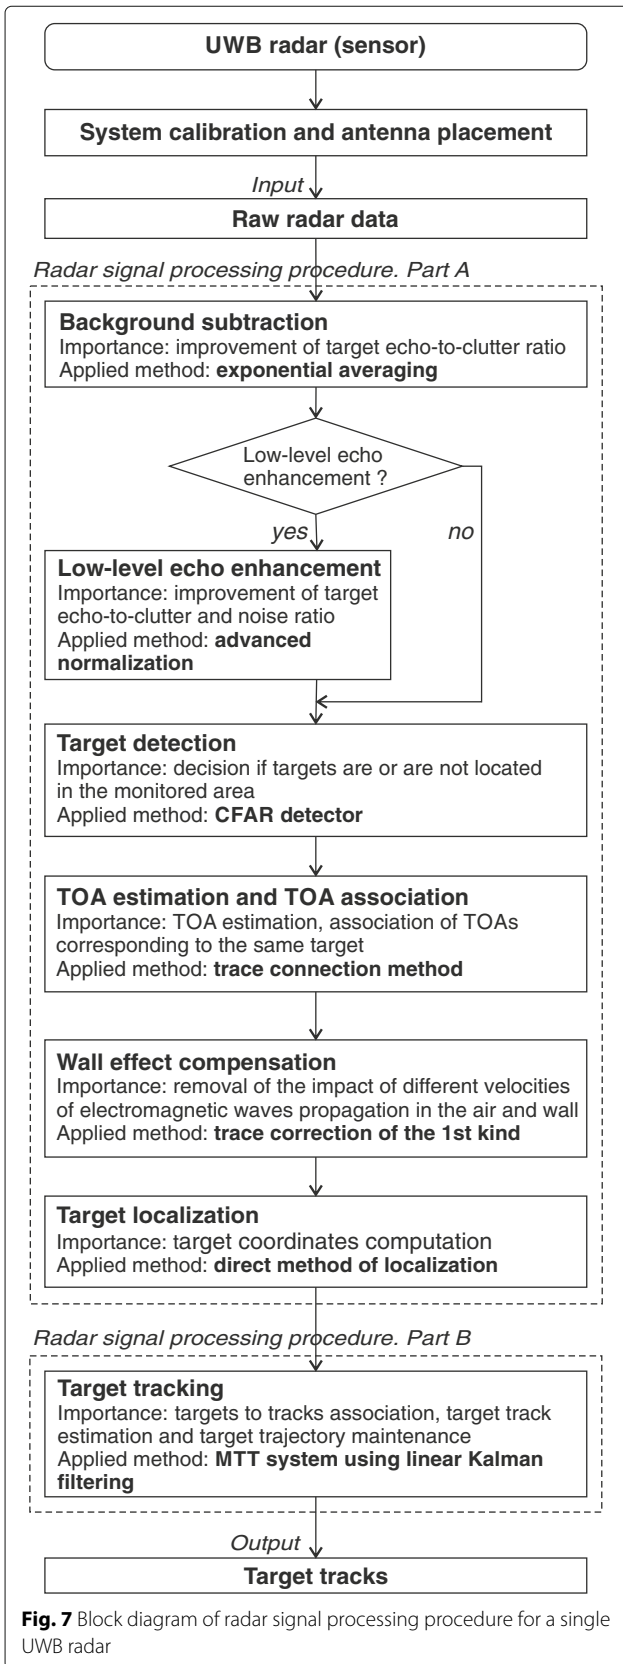 UWB radar (sensor)
System calibration and antenna placement
Input
Raw radar data
Radar signal processing procedure. Part A
Background subtraction
Importance: improvement of target echo-to-clutter ratio
Applied method: exponential averaging
Low-level echo
enhancement ?
yes
no
Low-level echo enhancement
Importance: improvement of target
echo-to-clutter and noise ratio
Applied method: advanced
normalization
Target detection
Importance: decision if targets are or are not located
in the monitored area
Applied method: CFAR detector
TOA estimation and TOA association
Importance: TOA estimation, association of TOAs
corresponding to the same target
Applied method: trace connection method
Wall effect compensation
Importance: removal of the impact of different velocities
of electromagnetic waves propagation in the air and wall
Applied method: trace correction of the 1st kind
Target localization
Importance: target coordinates computation
Applied method: direct method of localization
Radar signal processing procedure. Part B
Target tracking
Importance: targets to tracks association, target track
estimation and target trajectory maintenance
Applied method: MTT system using linear Kalman
filtering
Output
Target tracks
Fig. 7 Block diagram of radar signal processing procedure for a single
UWB radar